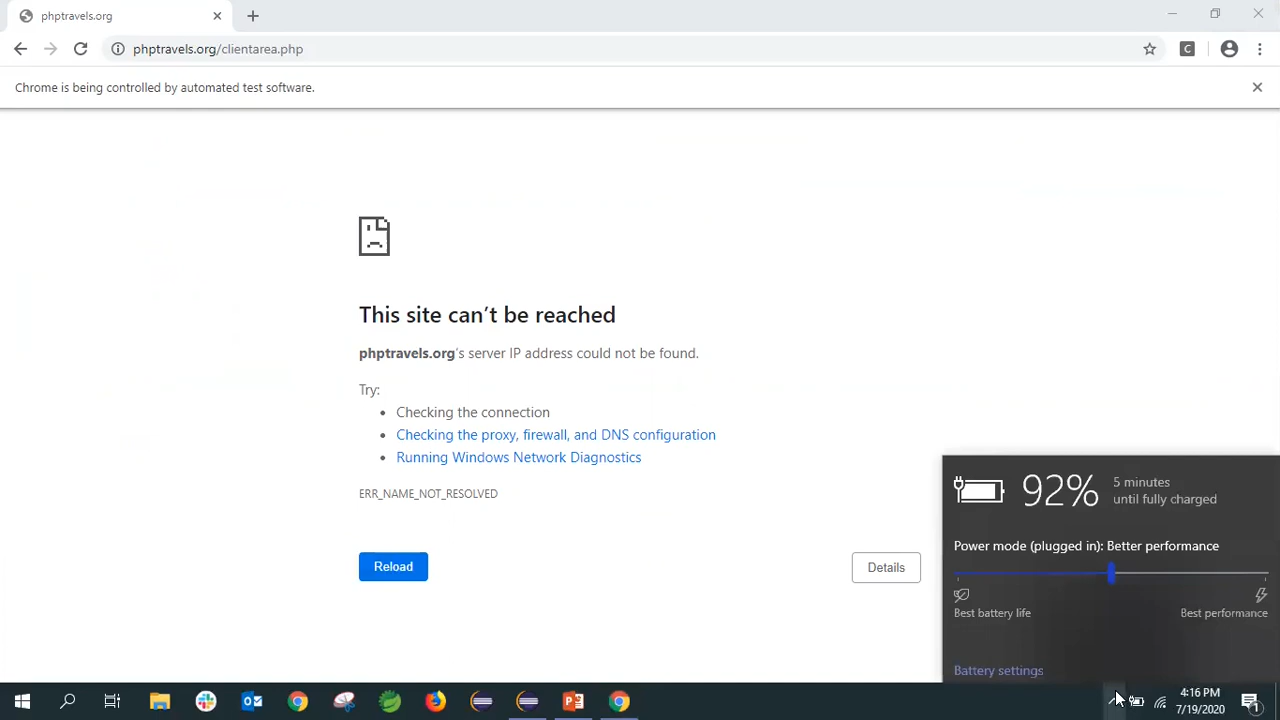 phptravels.org
phptravels.org/clientarea.php
C
Chrome is being controlled by automated test software.
This site can't be reached
phptravels.org's server IP address could not be found.
Try:
• Checking the connection
• Checking the proxy, firewall, and DNS configuration
• Running Windows Network Diagnostics
ERR_NAME_NOT_RESOLVED
Reload
Details
92%
5 minutes
until fully charged
Power mode (plugged in): Better performance
Best battery life
Best performance
Battery settings
4:16 PM
7/19/2020
1